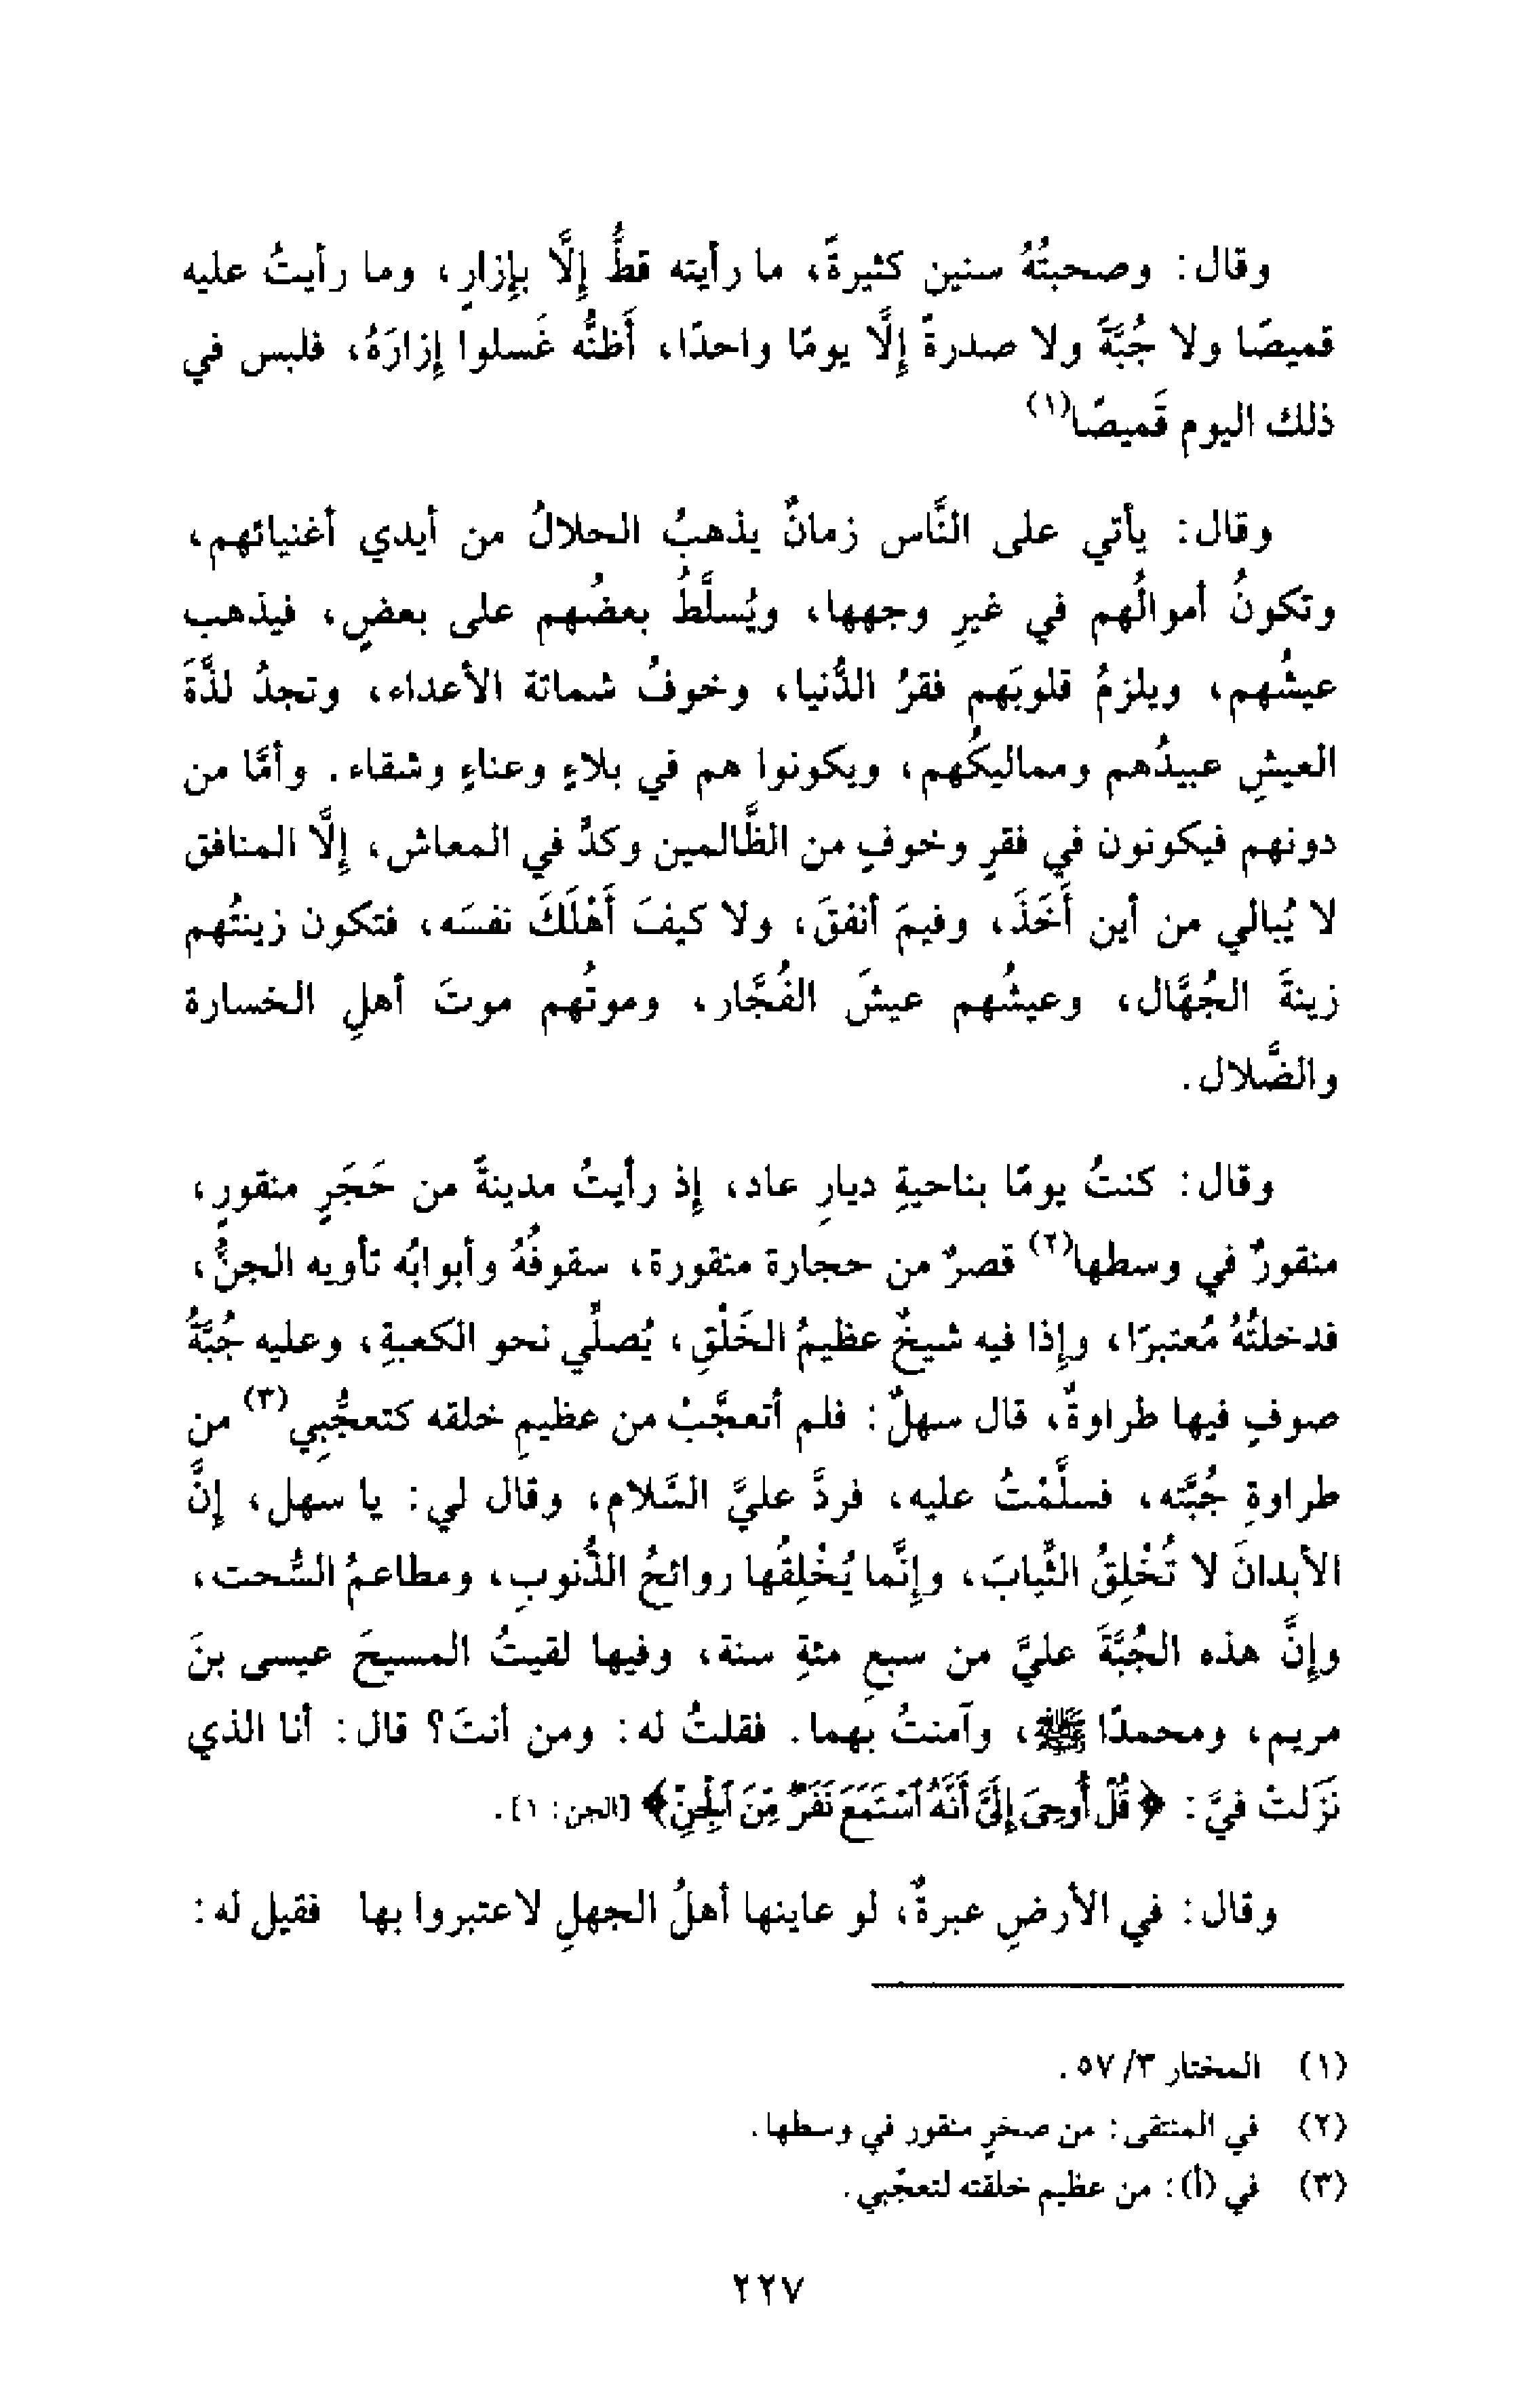 وقال: وصحبتُهُ سنين كثيرةً، ما رأيته قطُّ إلَّا بإزارٍ، وما رأيتُ عليه
قميصًا ولا جُبَّةً ولا صدرةً إلَّا يومًا واحدًا، أَظنُّه غَسلوا إزارَهُ، فلبس في
ذلك اليوم قَميصًا(١)
وقال: يأتي على النَّاس زمانٌ يذهبُ الحلالُ من أيدي أغنيائهم،
وتكونُ أموالُهم في غيرِ وجهها، ويُسلَّطُ بعضُهم على بعضٍ، فيذهب
عيشُهم، ويلزمُ قلوبَهم فقرُ الدُّنيا، وخوفُ شماتة الأعداء، وتجدُ لذَّةَ
العيشِ عبيدُهم ومماليكُهم، ويكونوا هم في بلاءٍ وعناءٍ وشقاء. وأمَّا من
دونهم فيكونون في فقرٍ وخوفٍ من الظَّالمين وكدٍّ في المعاش، إلَّا المنافق
لا يُبالي من أين أَخَذَ، وفيمَ أنفقَ، ولا كيفَ أَهْلَكَ نفسَه، فتكون زينتُهم
زينةَ الجُهَّال، وعيشُهم عيشَ الفُجَّار، وموتُهم موتَ أهلِ الخسارة
والضَّلال.
وقال: كنتُ يومًا بناحيةِ ديارِ عاد، إذ رأيتُ مدينةً من حَجَرٍ منقورٍ،
منقورٌ في وسطها(٢) قصرٌ من حجارة منقورة، سقوفُهُ وأبوابُه تأويه الجنُّ،
فدخلتُهُ مُعتبرًا، وإذا فيه شيخٌ عظيمُ الخَلْقِ، يُصلِّي نحو الكعبةِ، وعليه جُبَّةُ
صوفٍ فيها طراوةٌ، قال سهلٌ: فلم أتعجَّبْ من عظيمِ خلقه كتعجُّبِي(٣) من
طراوةِ جُبَّته، فسلَّمْتُ عليه، فردَّ عليَّ السَّلام، وقال لي: يا سهل، إنَّ
الأبدانَ لا تُخْلِقُ الثِّيابَ، وإنَّما يُخْلِقُها روائحُ الذُّنوبِ، ومطاعمُ السُّحت،
وإنَّ هذه الجُبَّةَ عليَّ من سبعِ مئةِ سنة، وفيها لقيتُ المسيحَ عيسى بنَ
مريم، ومحمدًا ﷺ، وآمنتُ بهما. فقلتُ له: ومن أنتَ؟ قال: أنا الذي
نَزَلتْ فيَّ: ﴿قُلْ أُوحِيَ إِلَيَّ أَنَّهُ ٱسْتَمَعَ نَفَرٌ مِّنَ ٱلْجِنِّ﴾ [الجن: ١].
وقال: في الأرضِ عبرةٌ، لو عاينها أهلُ الجهلِ لاعتبروا بها فقيل له:
(١) المختار ٣/ ٥٧.
(٢) في المنتقى: من صخرٍ منقور في وسطها.
(٣) في (أ): من عظيم خلقته لتعجّبي.
٢٢٧